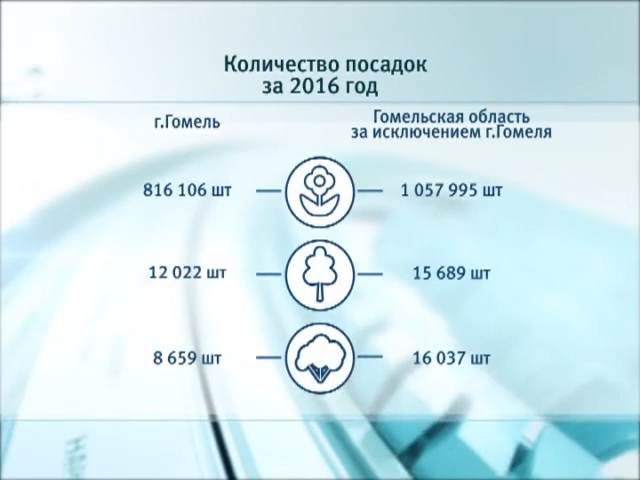 Количество посадок
за 2016 год
г.Гомель
Гомельская область
за исключением г.Гомеля
816 106 шт
1 057 995 шт
12 022 шт
15 689 шт
8 659 шт
16 037 шт